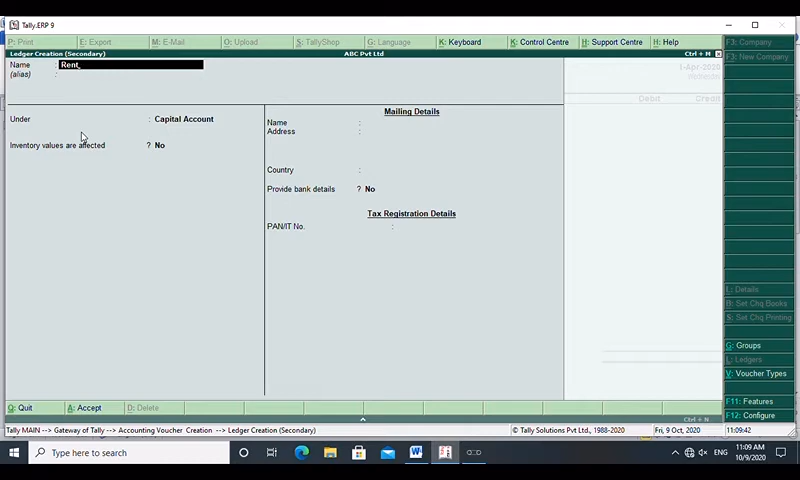 Tally.ERP 9
P: Print E: Export M: E-Mail O: Upload S: TallyShop G: Language K: Keyboard K: Control Centre H: Support Centre H: Help
F3: Company
F3: New Company
Ledger Creation (Secondary) ABC Pvt Ltd Ctrl + M
Name : Rent
(alias) :
1-Apr-2020
Wednesday
Debit Credit
Mailing Details
Under : Capital Account
Name :
Address :
Inventory values are affected ? No
Country :
Provide bank details ? No
Tax Registration Details
PAN/IT No. :
L: Details
B: Set Chq Books
S: Set Chq Printing
G: Groups
L: Ledgers
V: Voucher Types
F11: Features
F12: Configure
Q: Quit A: Accept D: Delete
Ctrl + N
Tally MAIN --> Gateway of Tally --> Accounting Voucher Creation --> Ledger Creation (Secondary) © Tally Solutions Pvt Ltd., 1988-2020 Fri, 9 Oct, 2020 11:09:42
Type here to search
ENG
11:09 AM
10/9/2020